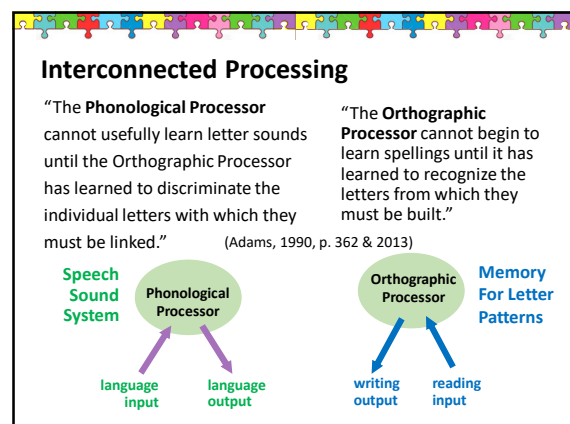 Interconnected Processing
“The Phonological Processor
cannot usefully learn letter sounds
until the Orthographic Processor
has learned to discriminate the
individual letters with which they
must be linked.”
“The Orthographic
Processor cannot begin to
learn spellings until it has
learned to recognize the
letters from which they
must be built.”
(Adams, 1990, p. 362 & 2013)
Speech
Sound
System
Phonological
Processor
language
input
language
output
Orthographic
Processor
Memory
For Letter
Patterns
writing
output
reading
input